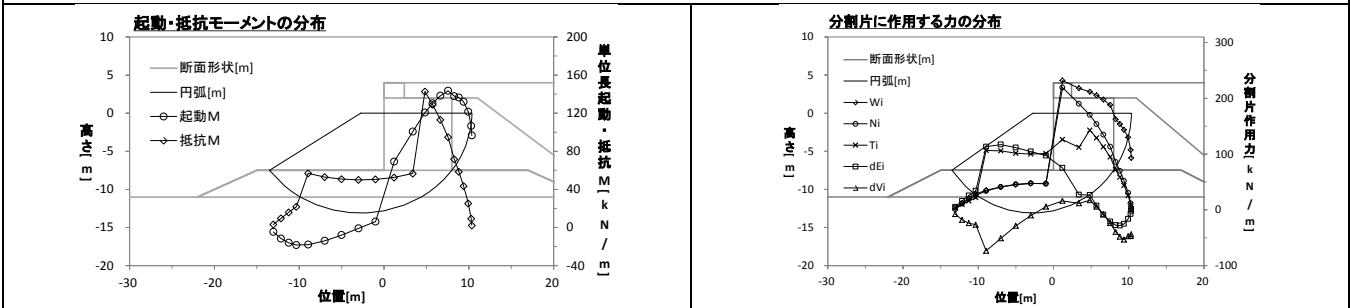 起動・抵抗モーメントの分布
10
5
0
-5
-10
-15
-20
高さ[m]
断面形状[m]
円弧[m]
起動M
抵抗M
200
160
120
80
40
0
-40
単位長起動・抵抗M[kN/m]
-30
-20
-10
0
10
20
位置[m]
分割片に作用する力の分布
10
5
0
-5
-10
-15
-20
高さ[m]
断面形状[m]
円弧[m]
Wi
Ni
Ti
dEi
dVi
300
200
100
0
-100
分割片作用力[kN/m]
-30
-20
-10
0
10
20
位置[m]